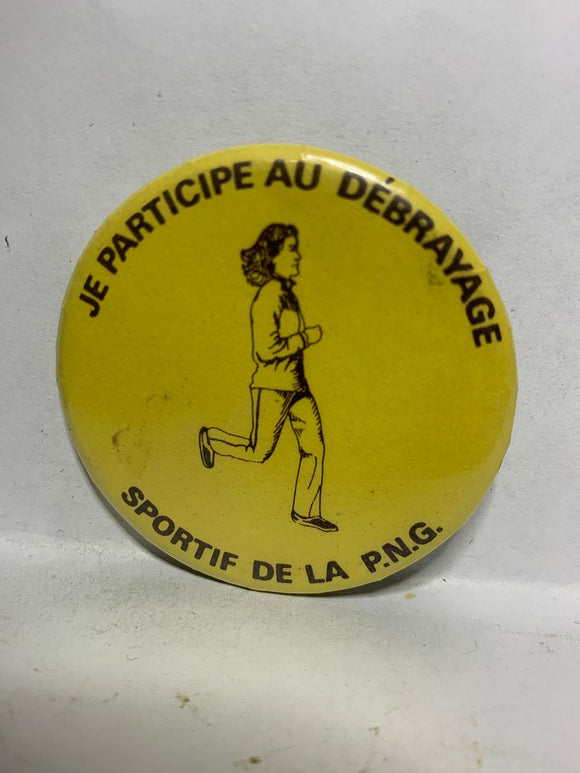 JE PARTICIPE AU DÉBRAYAGE
SPORTIF DE LA P.N.G.